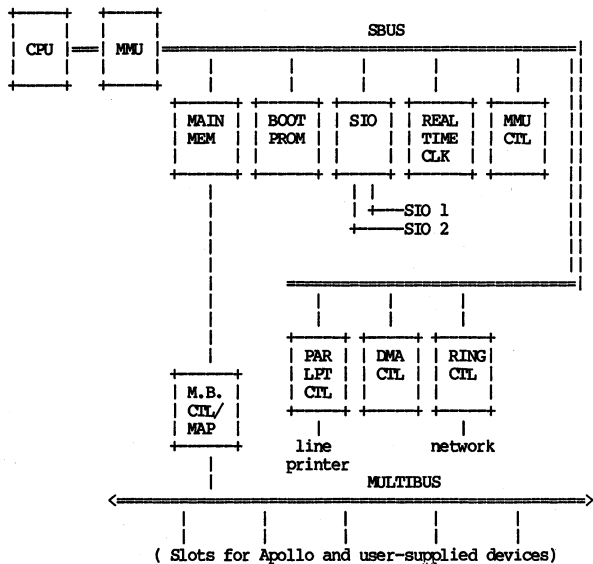 SBUS
CPU MMU
MAIN BOOT SIO REAL MMU
MEM PROM TIME CTL
CLK
SIO 1
SIO 2
PAR DMA RING
LPT CTL CTL
CTL
M.B.
CTL/
MAP
line network
printer
MULTIBUS
( Slots for Apollo and user-supplied devices)